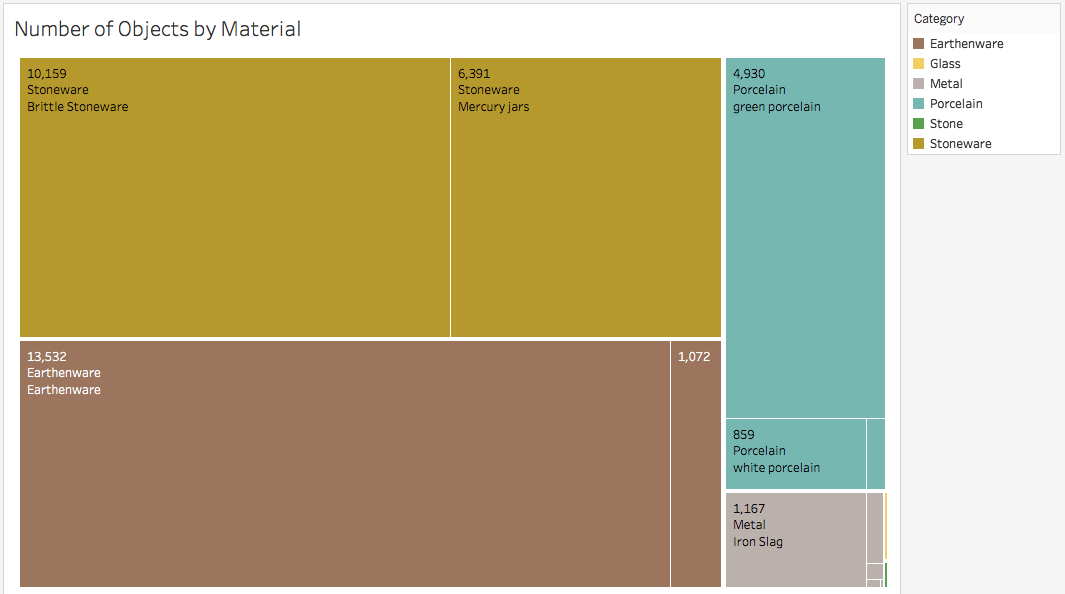 Number of Objects by Material
10,159
Stoneware
Brittle Stoneware
6,391
Stoneware
Mercury jars
4,930
Porcelain
green porcelain
13,532
Earthenware
Earthenware
1,072
859
Porcelain
white porcelain
1,167
Metal
Iron Slag
Category
Earthenware
Glass
Metal
Porcelain
Stone
Stoneware